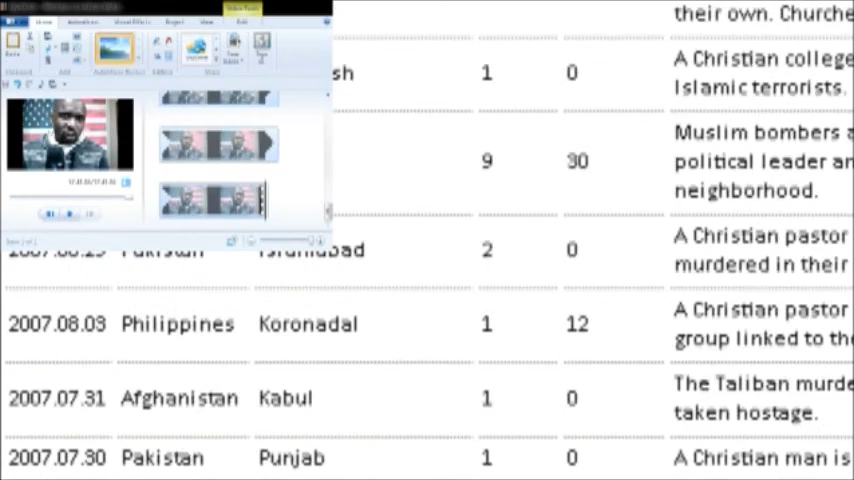 their own. Churche
sh 1 0 A Christian college
Islamic terrorists.
9 30 Muslim bombers a
political leader an
neighborhood.
Pakistan Islamabad 2 0 A Christian pastor
murdered in their
2007.08.03 Philippines Koronadal 1 12 A Christian pastor
group linked to the
2007.07.31 Afghanistan Kabul 1 0 The Taliban murde
taken hostage.
2007.07.30 Pakistan Punjab 1 0 A Christian man is